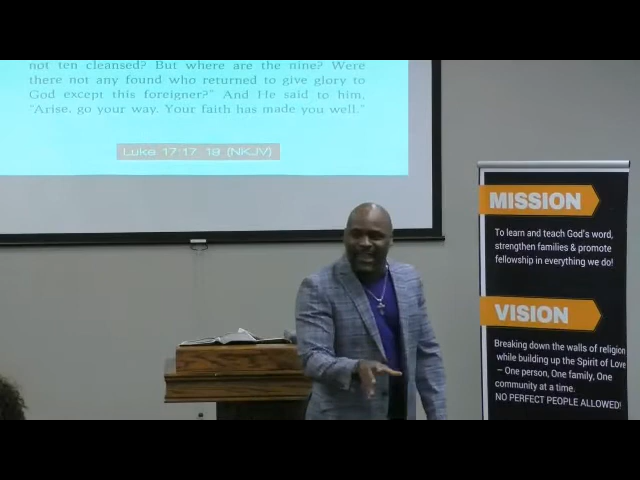 not ten cleansed? But where are the nine? Were
there not any found who returned to give glory to
God except this foreigner?" And He said to him,
"Arise, go your way. Your faith has made you well."
Luke 17:17-19 (NKJV)
MISSION
To learn and teach God's word,
strengthen families & promote
fellowship in everything we do!
VISION
Breaking down the walls of religion
while building up the Spirit of Love
– One person, One family, One
community at a time.
NO PERFECT PEOPLE ALLOWED!